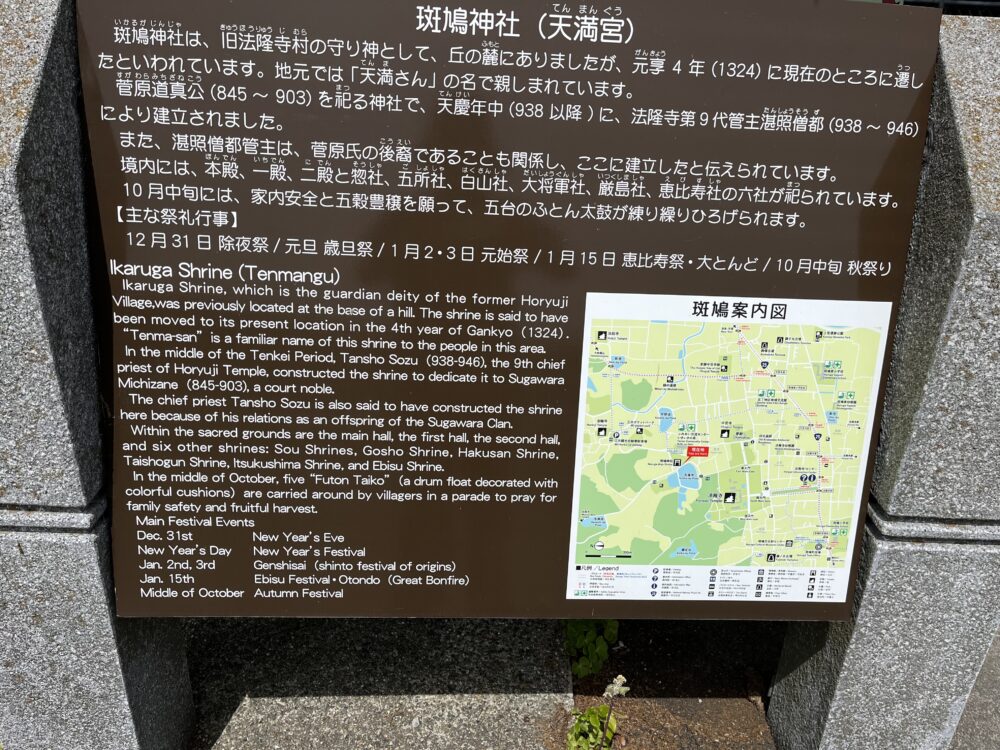 斑鳩神社（天満宮）
斑鳩神社は、旧法隆寺村の守り神として、丘の麓にありましたが、元享４年(1324)に現在のところに遷し
たといわれています。地元では「天満さん」の名で親しまれています。
菅原道真公(845～903)を祀る神社で、天慶年中(938以降)に、法隆寺第9代管主湛照僧都(938～946)
により建立されました。
また、湛照僧都管主は、菅原氏の後裔であることも関係し、ここに建立したと伝えられています。
境内には、本殿、一殿、二殿と惣社、五所社、白山社、大将軍社、厳島社、恵比寿社の六社が祀られています。
10月中旬には、家内安全と五穀豊穣を願って、五台のふとん太鼓が練り繰りひろげられます。
【主な祭礼行事】
12月31日 除夜祭 / 元旦 歳旦祭 / 1月2・3日 元始祭 / 1月15日 恵比寿祭・大とんど / 10月中旬 秋祭り
Ikaruga Shrine (Tenmangu)
Ikaruga Shrine, which is the guardian deity of the former Horyuji
Village,was previously located at the base of a hill. The shrine is said to have
been moved to its present location in the 4th year of Gankyo (1324).
“Tenma-san” is a familiar name of this shrine to the people in this area.
In the middle of the Tenkei Period, Tansho Sozu (938-946), the 9th chief
priest of Horyuji Temple, constructed the shrine to dedicate it to Sugawara
Michizane (845-903), a court noble.
The chief priest Tansho Sozu is also said to have constructed the shrine
here because of his relations as an offspring of the Sugawara Clan.
Within the sacred grounds are the main hall, the first hall, the second hall,
and six other shrines: Sou Shrines, Gosho Shrine, Hakusan Shrine,
Taishogun Shrine, Itsukushima Shrine, and Ebisu Shrine.
In the middle of October, five “Futon Taiko” (a drum float decorated with
colorful cushions) are carried around by villagers in a parade to pray for
family safety and fruitful harvest.
Main Festival Events
Dec. 31st New Year's Eve
New Year's Day New Year's Festival
Jan. 2nd, 3rd Genshisai (shinto festival of origins)
Jan. 15th Ebisu Festival・Otondo (Great Bonfire)
Middle of October Autumn Festival
斑鳩案内図
現在地
法隆寺
■凡例／Legend